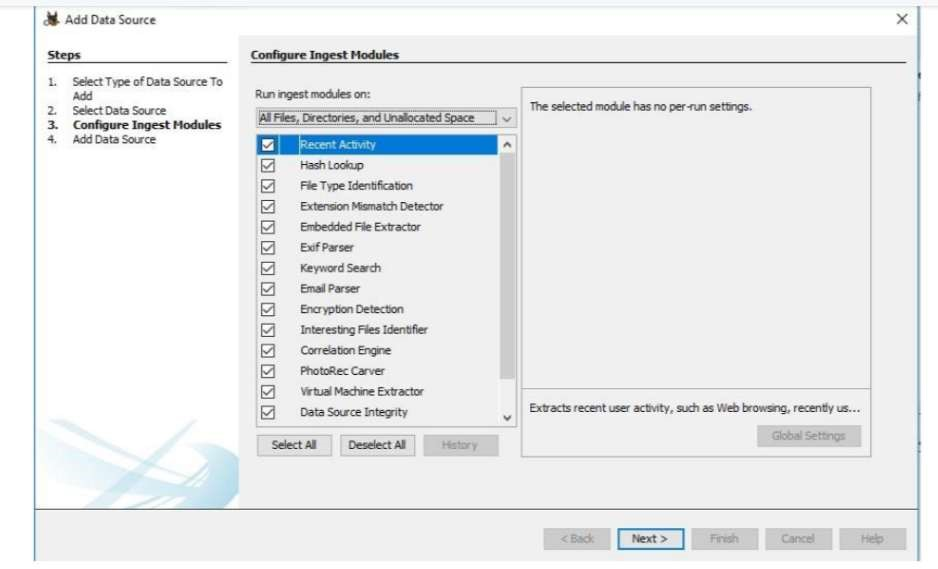 Add Data Source
Steps
1. Select Type of Data Source To
Add
2. Select Data Source
3. Configure Ingest Modules
4. Add Data Source
Configure Ingest Modules
Run ingest modules on:
All Files, Directories, and Unallocated Space
Recent Activity
Hash Lookup
File Type Identification
Extension Mismatch Detector
Embedded File Extractor
Exif Parser
Keyword Search
Email Parser
Encryption Detection
Interesting Files Identifier
Correlation Engine
PhotoRec Carver
Virtual Machine Extractor
Data Source Integrity
Select All Deselect All History
The selected module has no per-run settings.
Extracts recent user activity, such as Web browsing, recently us...
Global Settings
< Back Next > Finish Cancel Help